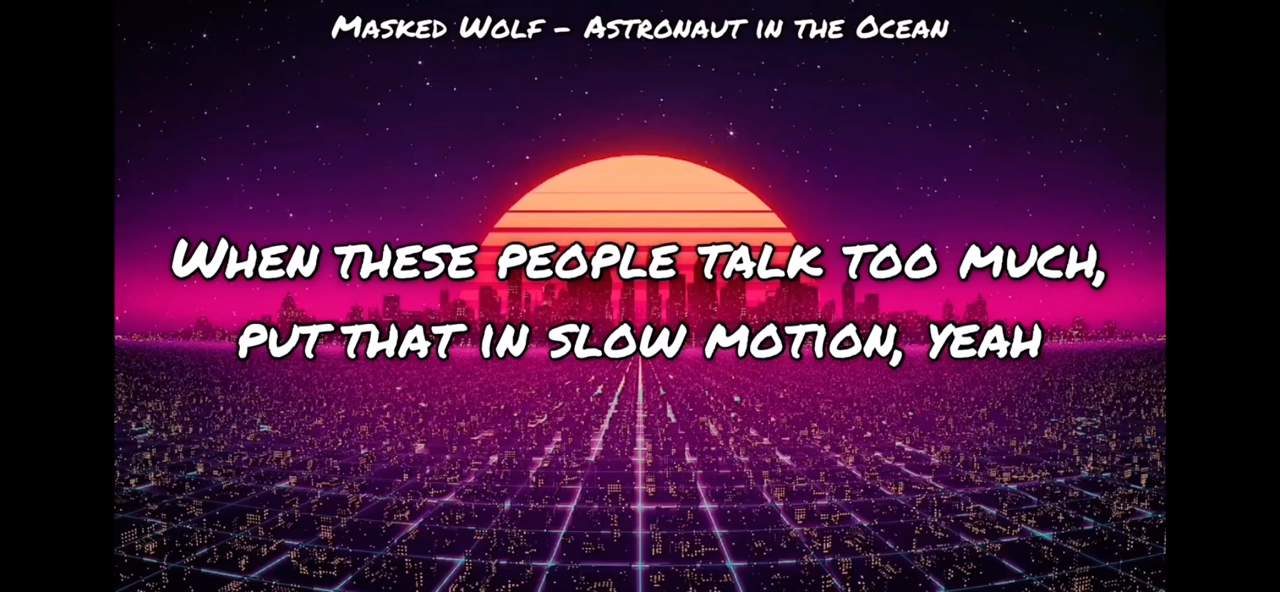 Masked Wolf - Astronaut in the Ocean
When these people talk too much,
put that in slow motion, yeah